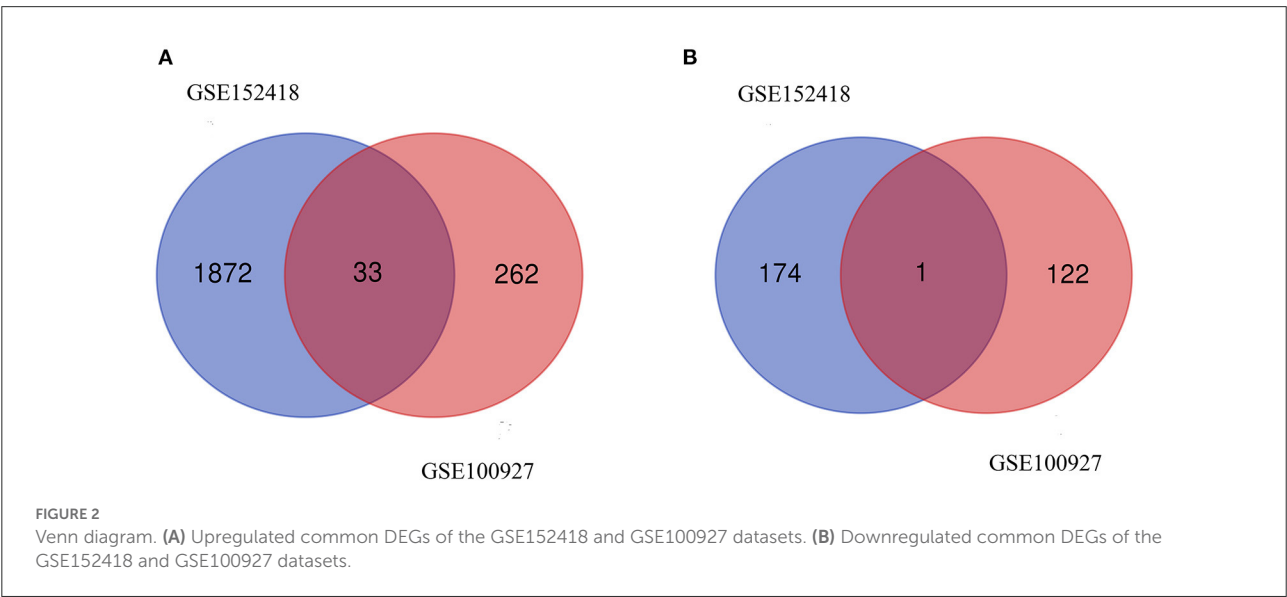 A
B
GSE152418
GSE152418
1872
33
262
174
1
122
GSE100927
GSE100927
FIGURE 2
Venn diagram. (A) Upregulated common DEGs of the GSE152418 and GSE100927 datasets. (B) Downregulated common DEGs of the
GSE152418 and GSE100927 datasets.